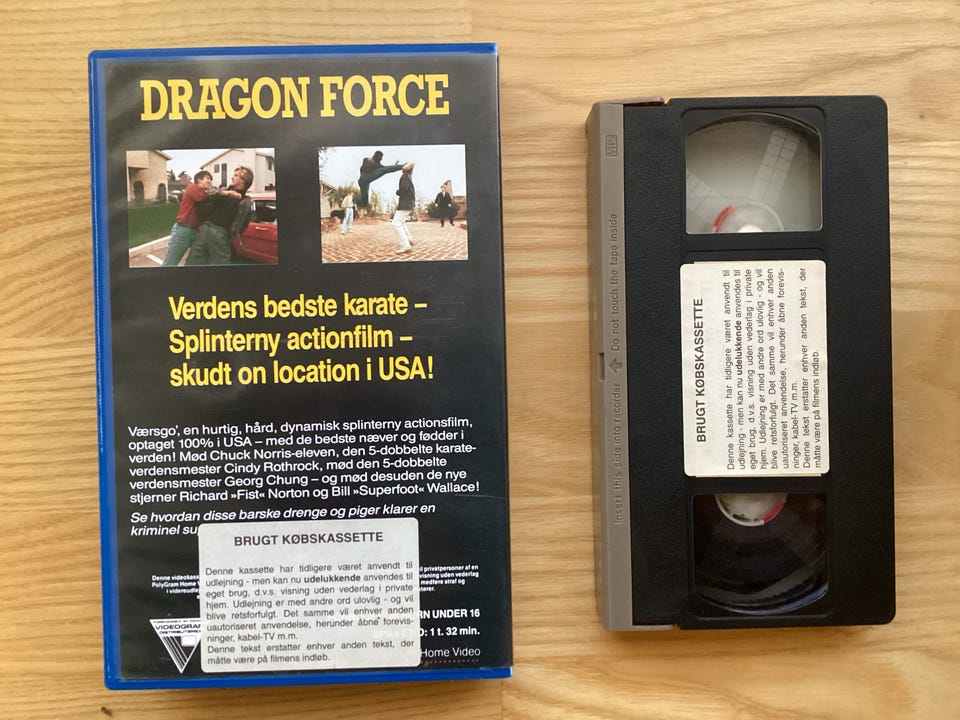 DRAGON FORCE
Verdens bedste karate –
Splinterny actionfilm –
skudt on location i USA!
Værsgo', en hurtig, hård, dynamisk splinterny actionsfilm,
optaget 100% i USA – med de bedste næver og fødder i
verden! Mød Chuck Norris-eleven, den 5-dobbelte karate-
verdensmester Cindy Rothrock, mød den 5-dobbelte
verdensmester Georg Chung – og mød desuden de nye
stjerner Richard »Fist« Norton og Bill »Superfoot« Wallace!
Se hvordan disse barske drenge og piger klarer en
kriminel
BRUGT KØBSKASSETTE
Denne kassette har tidligere været anvendt til
udlejning - men kan nu udelukkende anvendes til
eget brug, d.v.s. visning uden vederlag i private
hjem. Udlejning er med andre ord ulovlig - og vil
blive retsforfulgt. Det samme vil enhver anden
uautoriseret anvendelse, herunder åbne forevis-
ninger, kabel-TV m.m.
Denne tekst erstatter enhver anden tekst, der
måtte være på filmens indløb.
Denne
PolyGram Home
i
privatpersoner af en
visning uden vederlag
medføre straf og
UNDER 16
1 t. 32 min.
Home Video
VHS
Insert this side into recorder Do not touch the tape inside
BRUGT KØBSKASSETTE
Denne kassette har tidligere været anvendt til
udlejning - men kan nu udelukkende anvendes til
eget brug, d.v.s. visning uden vederlag i private
hjem. Udlejning er med andre ord ulovlig - og vil
blive retsforfulgt. Det samme vil enhver anden
uautoriseret anvendelse, herunder åbne forevis-
ninger, kabel-TV m.m.
Denne tekst erstatter enhver anden tekst, der
måtte være på filmens indløb.